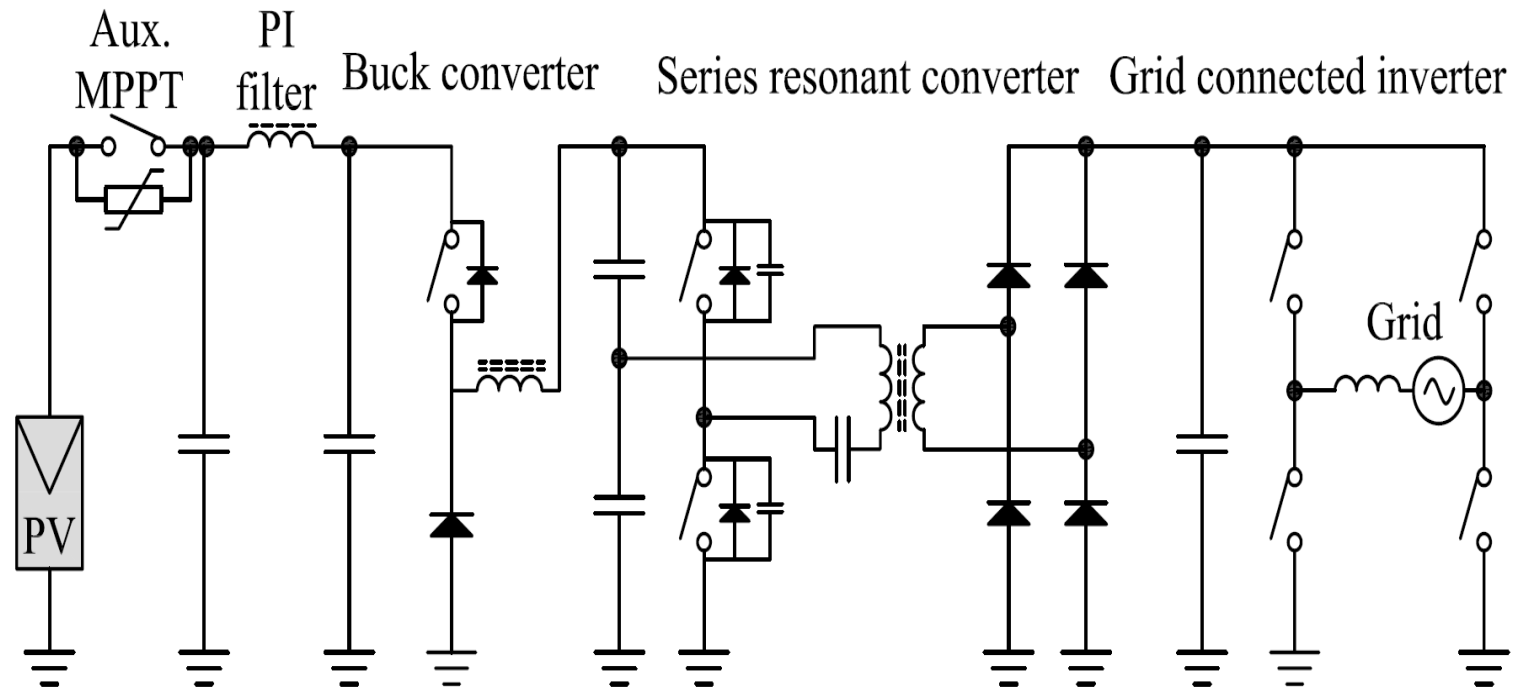 Aux.
MPPT
PI
filter
Buck converter
Series resonant converter
Grid connected inverter
Grid
PV